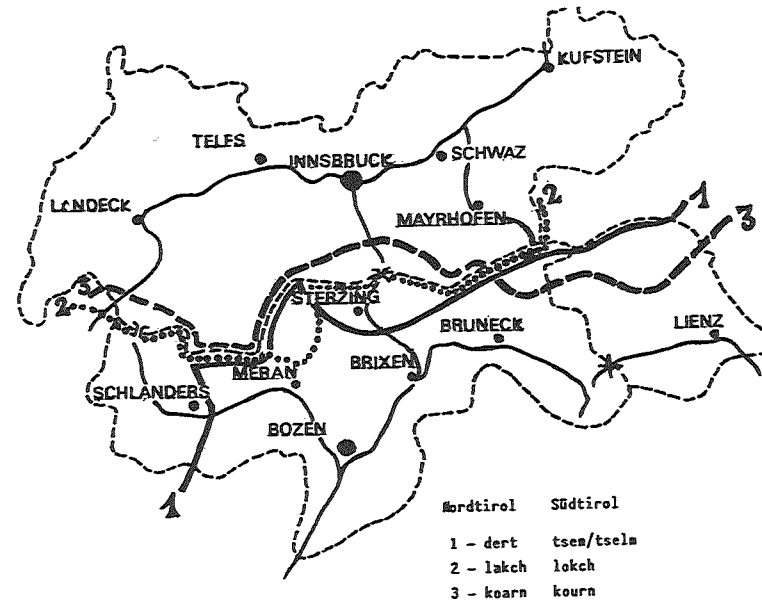 KUFSTEIN
TELFS
INNSBRUCK
SCHWAZ
LANDECK
MAYRHOFEN
2
1
3
3
2
STERZING
BRUNECK
LIENZ
BRIXEN
MERAN
SCHLANDERS
BOZEN
1
Nordtirol Südtirol
1 - dert tsem/tselm
2 - lakch lokch
3 - koarn kourn